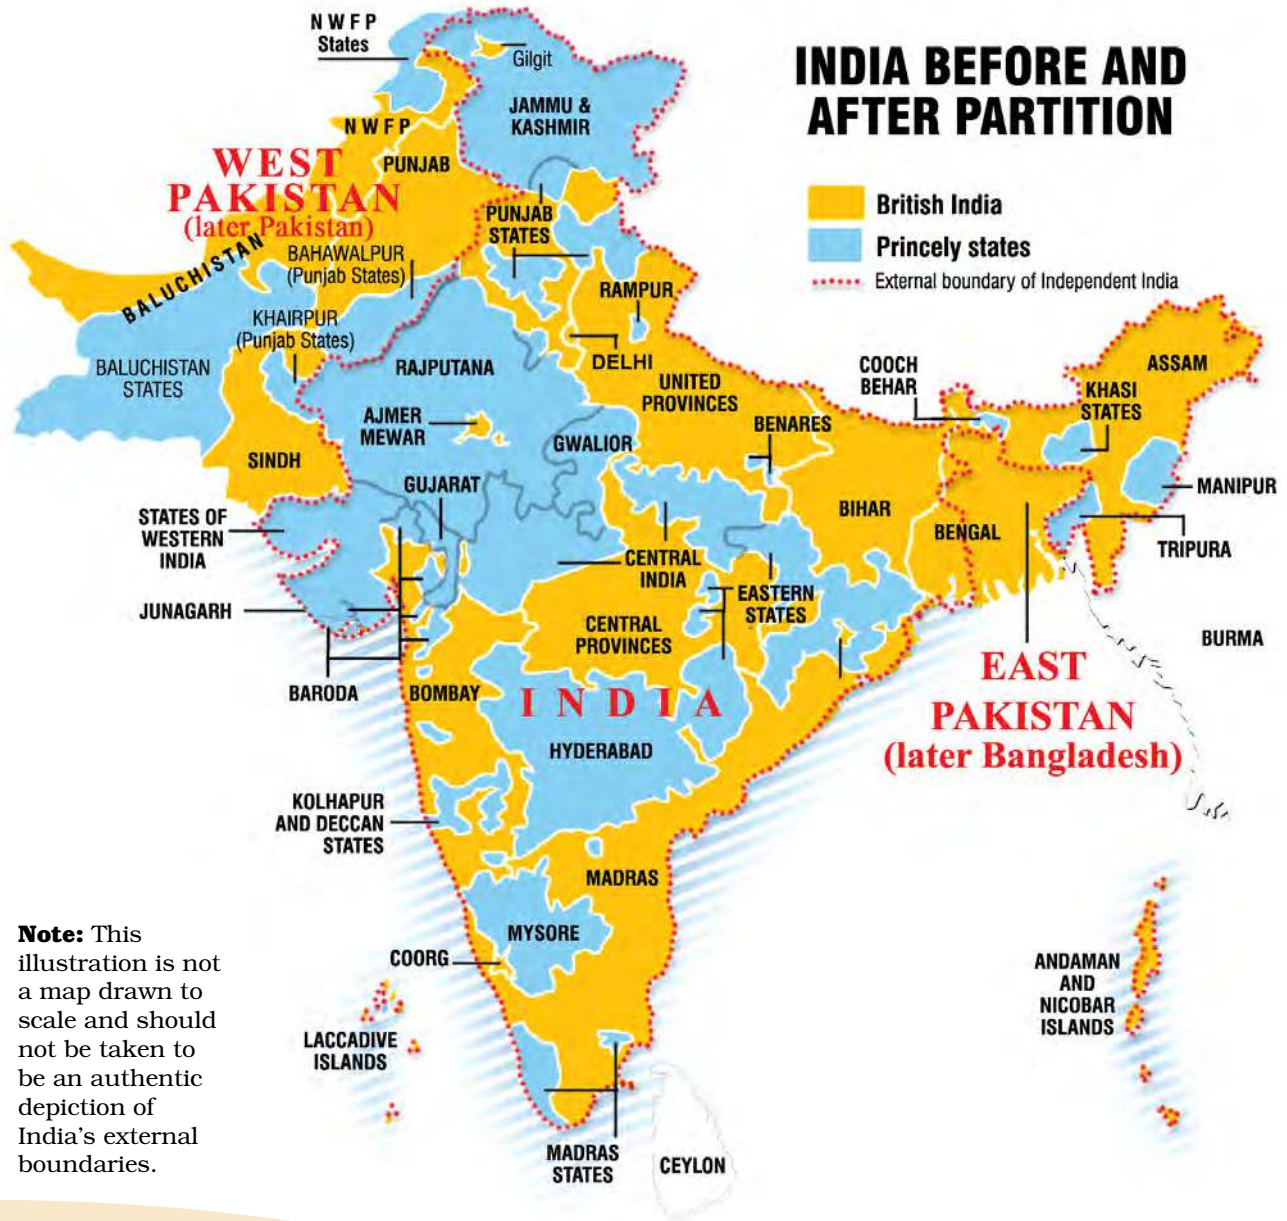 INDIA BEFORE AND
AFTER PARTITION
British India
Princely states
External boundary of Independent India
N W F P
States
Gilgit
JAMMU &
KASHMIR
N W F P
PUNJAB
WEST
PAKISTAN
(later Pakistan)
PUNJAB
STATES
BALUCHISTAN
BAHAWALPUR
(Punjab States)
RAMPUR
KHAIRPUR
(Punjab States)
BALUCHISTAN
STATES
RAJPUTANA
DELHI
UNITED
PROVINCES
COOCH
BEHAR
ASSAM
KHASI
STATES
AJMER
MEWAR
GWALIOR
BENARES
SINDH
GUJARAT
MANIPUR
BIHAR
BENGAL
STATES OF
WESTERN
INDIA
TRIPURA
CENTRAL
INDIA
EASTERN
STATES
JUNAGARH
CENTRAL
PROVINCES
BURMA
BARODA
BOMBAY
INDIA
EAST
PAKISTAN
(later Bangladesh)
HYDERABAD
KOLHAPUR
AND DECCAN
STATES
MADRAS
MYSORE
COORG
ANDAMAN
AND
NICOBAR
ISLANDS
LACCADIVE
ISLANDS
MADRAS
STATES
CEYLON
Note: This
illustration is not
a map drawn to
scale and should
not be taken to
be an authentic
depiction of
India's external
boundaries.